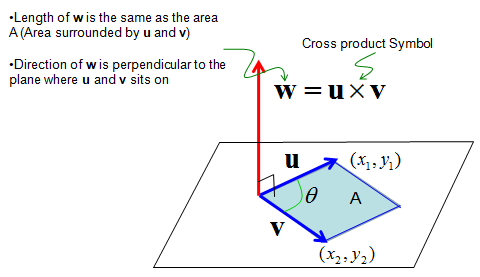 •Length of w is the same as the area
A (Area surrounded by u and v)
•Direction of w is perpendicular to the
plane where u and v sits on
Cross product Symbol
w = u × v
u
(x₁, y₁)
θ
A
v
(x₂, y₂)